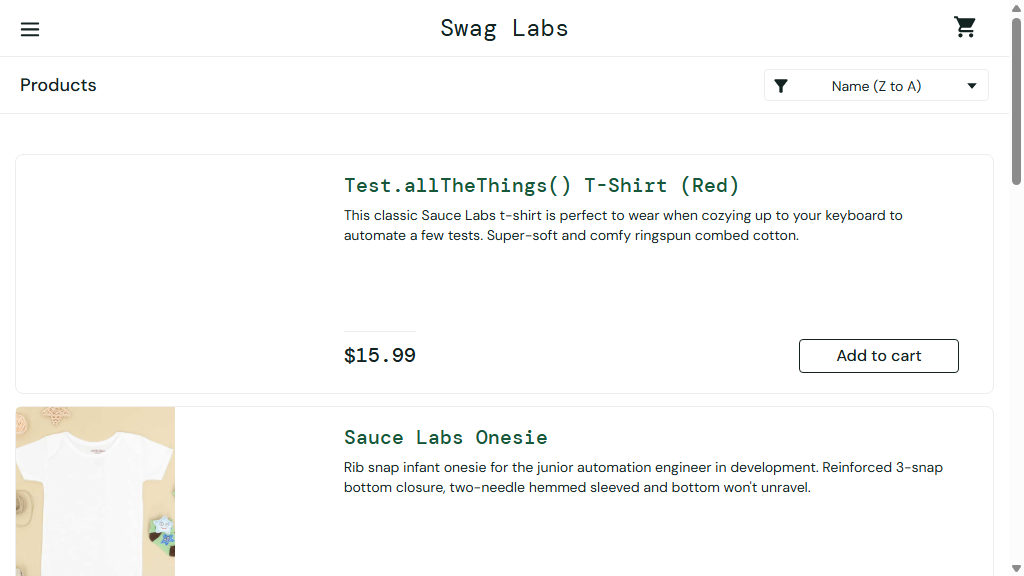 Swag Labs
Products
Name (Z to A)
Test.allTheThings() T-Shirt (Red)
This classic Sauce Labs t-shirt is perfect to wear when cozying up to your keyboard to
automate a few tests. Super-soft and comfy ringspun combed cotton.
$15.99
Add to cart
Sauce Labs Onesie
Rib snap infant onesie for the junior automation engineer in development. Reinforced 3-snap
bottom closure, two-needle hemmed sleeved and bottom won't unravel.